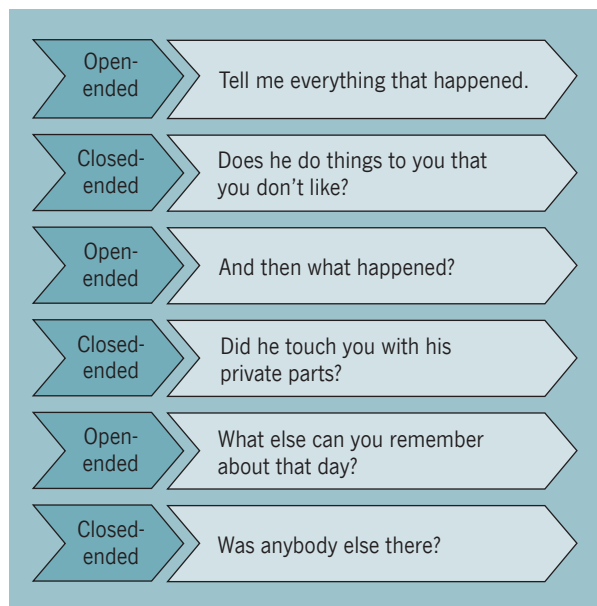 Open-
ended
Tell me everything that happened.
Closed-
ended
Does he do things to you that
you don't like?
Open-
ended
And then what happened?
Closed-
ended
Did he touch you with his
private parts?
Open-
ended
What else can you remember
about that day?
Closed-
ended
Was anybody else there?